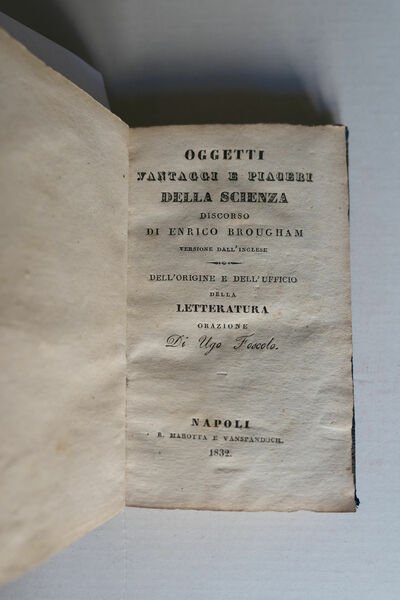 OGGETTI
VANTAGGI E PIACERI
DELLA SCIENZA
DISCORSO
DI ENRICO BROUGHAM
VERSIONE DALL'INGLESE
DELL'ORIGINE E DELL'UFFICIO
DELLA
LETTERATURA
ORAZIONE
Di Ugo Foscolo.
NAPOLI
R. MAROTTA E VANSPANDOCH.
1832.